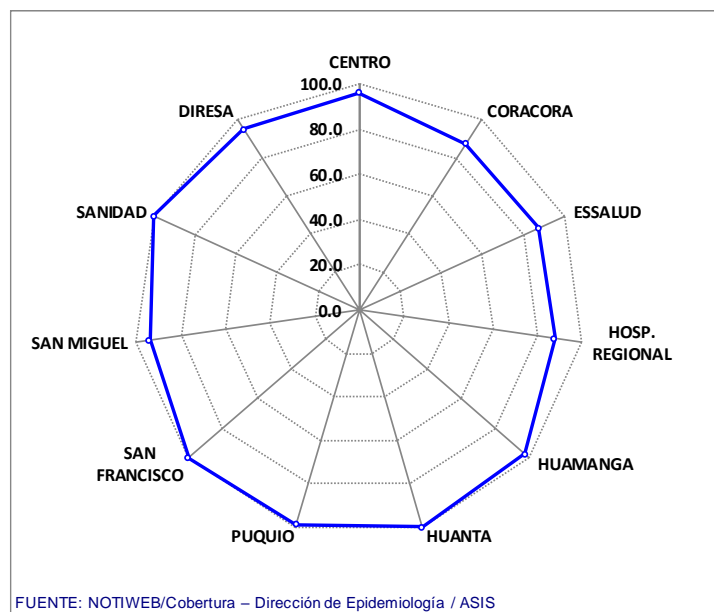 CENTRO
100.0
DIRESA
CORACORA
80.0
60.0
SANIDAD
ESSALUD
40.0
20.0
0.0
SAN MIGUEL
HOSP.
REGIONAL
SAN
FRANCISCO
HUAMANGA
PUQUIO
HUANTA
FUENTE: NOTIWEB/Cobertura – Dirección de Epidemiología / ASIS